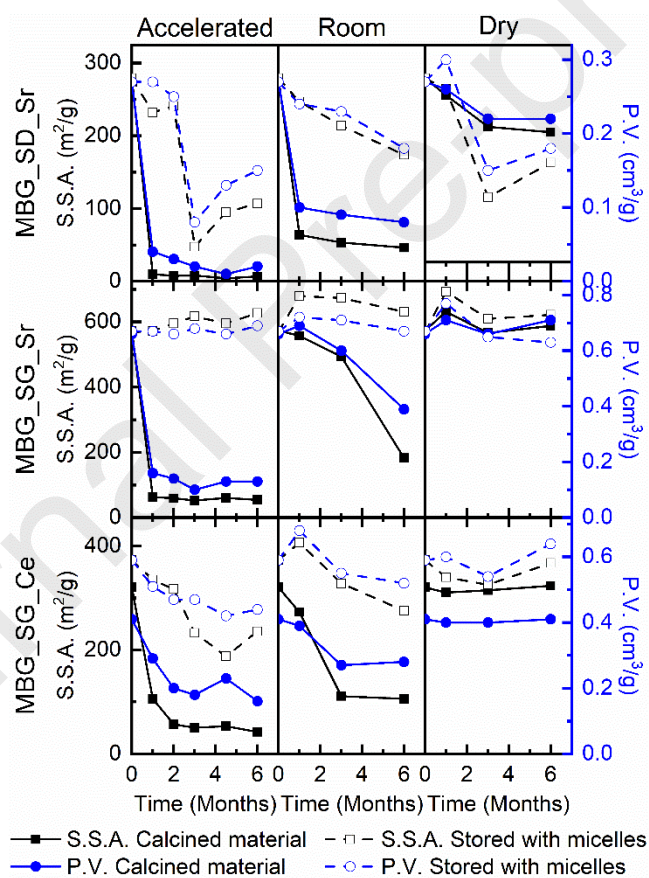 Accelerated Room Dry
MBG_SD_Sr
S.S.A. (m²/g)
300
200
100
0
0.3
0.2
0.1
0.0
P.V. (cm³/g)
MBG_SG_Sr
S.S.A. (m²/g)
600
400
200
0
0.8
0.6
0.4
0.2
0.0
P.V. (cm³/g)
MBG_SG_Ce
S.S.A. (m²/g)
400
200
0
0.6
0.4
0.2
0.0
P.V. (cm³/g)
0 2 4 6 0 2 4 6 0 2 4 6
Time (Months) Time (Months) Time (Months)
S.S.A. Calcined material S.S.A. Stored with micelles
P.V. Calcined material P.V. Stored with micelles
rnal Pre-p